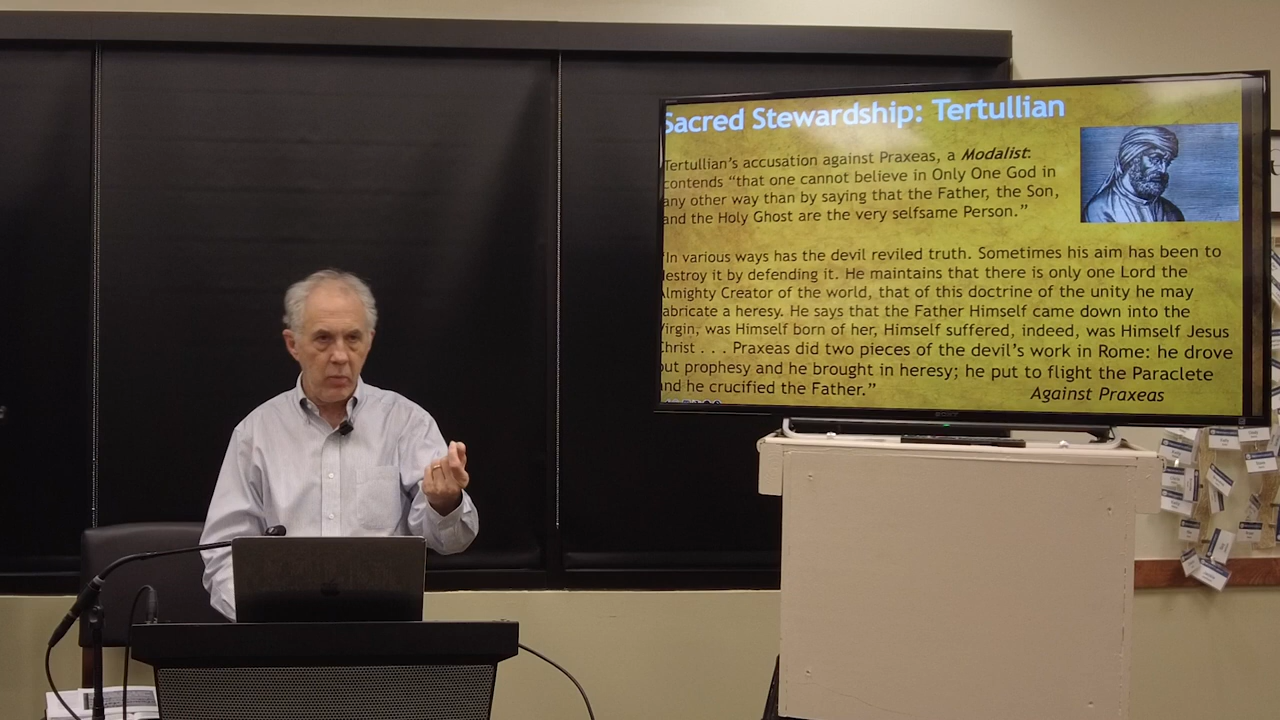 Sacred Stewardship: Tertullian
Tertullian's accusation against Praxeas, a Modalist:
contends “that one cannot believe in Only One God in
any other way than by saying that the Father, the Son,
and the Holy Ghost are the very selfsame Person.”
“In various ways has the devil reviled truth. Sometimes his aim has been to
destroy it by defending it. He maintains that there is only one Lord the
Almighty Creator of the world, that of this doctrine of the unity he may
fabricate a heresy. He says that the Father Himself came down into the
Virgin, was Himself born of her, Himself suffered, indeed, was Himself Jesus
Christ . . . Praxeas did two pieces of the devil's work in Rome: he drove
out prophesy and he brought in heresy; he put to flight the Paraclete
and he crucified the Father.”
Against Praxeas
SONY